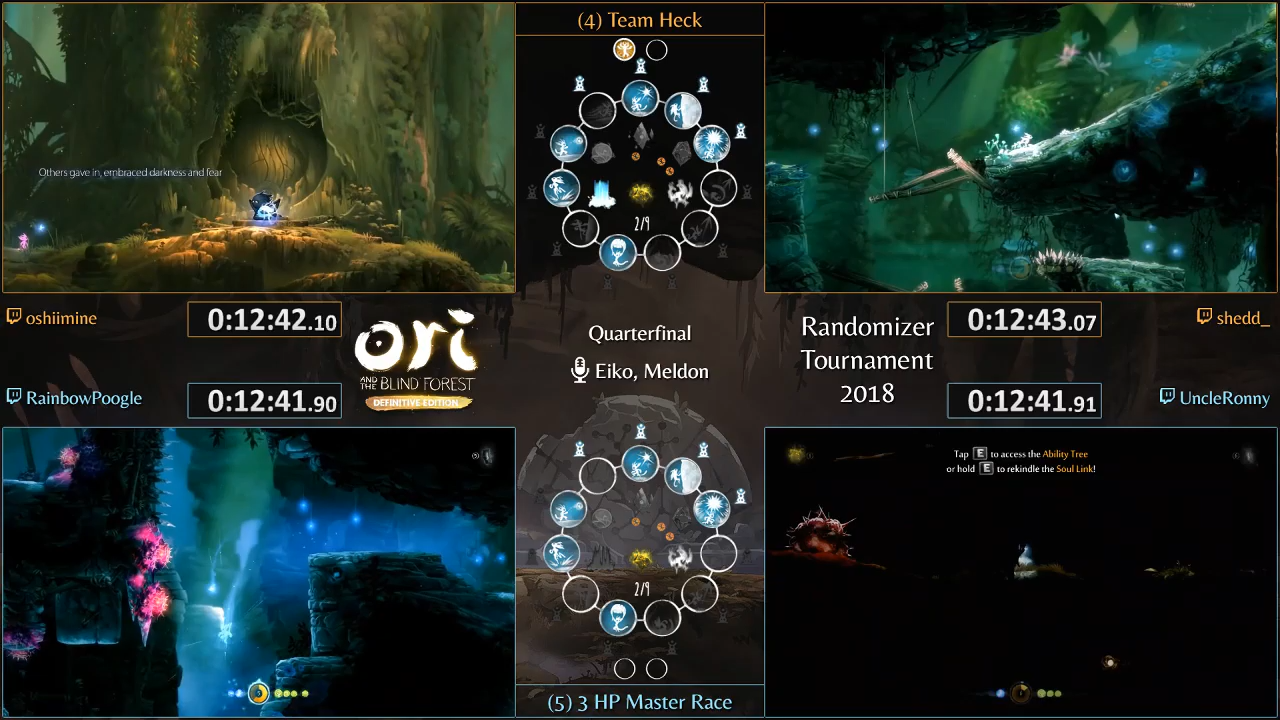 (4) Team Heck
Others gave in, embraced darkness and fear
2/9
oshiimine
0:12:42.10
ori
AND THE BLIND FOREST
DEFINITIVE EDITION
Quarterfinal
Eiko, Meldon
Randomizer
Tournament
2018
0:12:43.07
shedd_
RainbowPoogle
0:12:41.90
0:12:41.91
UncleRonny
Tap E to access the Ability Tree
or hold E to rekindle the Soul Link!
2/9
(5) 3 HP Master Race